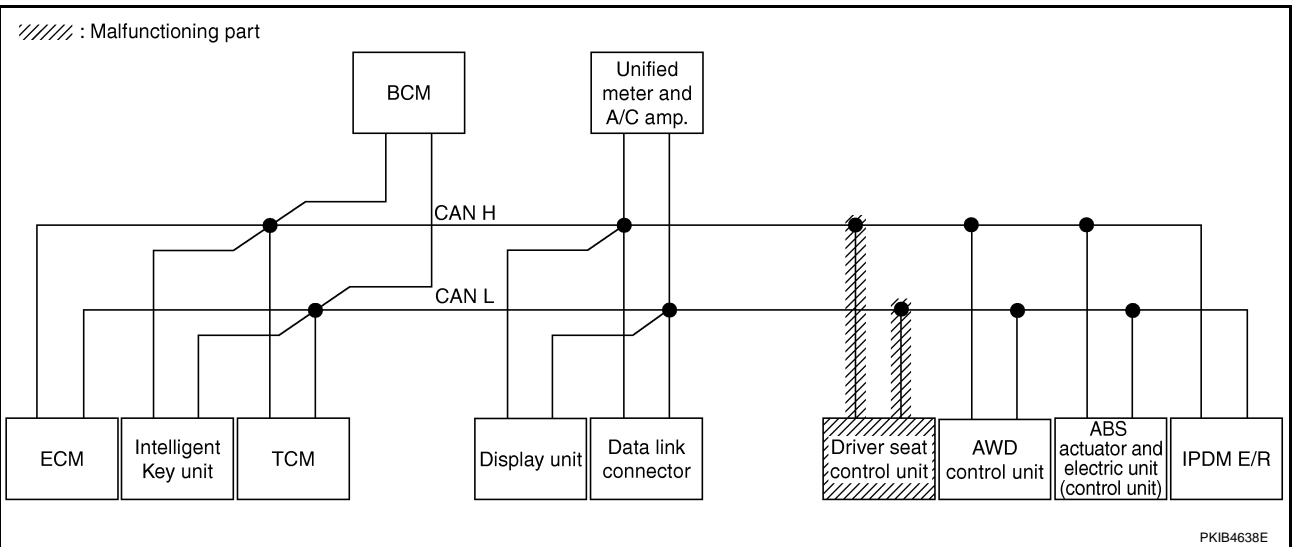 : Malfunctioning part
BCM
Unified
meter and
A/C amp.
CAN H
CAN L
ECM
Intelligent
Key unit
TCM
Display unit
Data link
connector
Driver seat
control unit
AWD
control unit
ABS
actuator and
electric unit
(control unit)
IPDM E/R
PKIB4638E